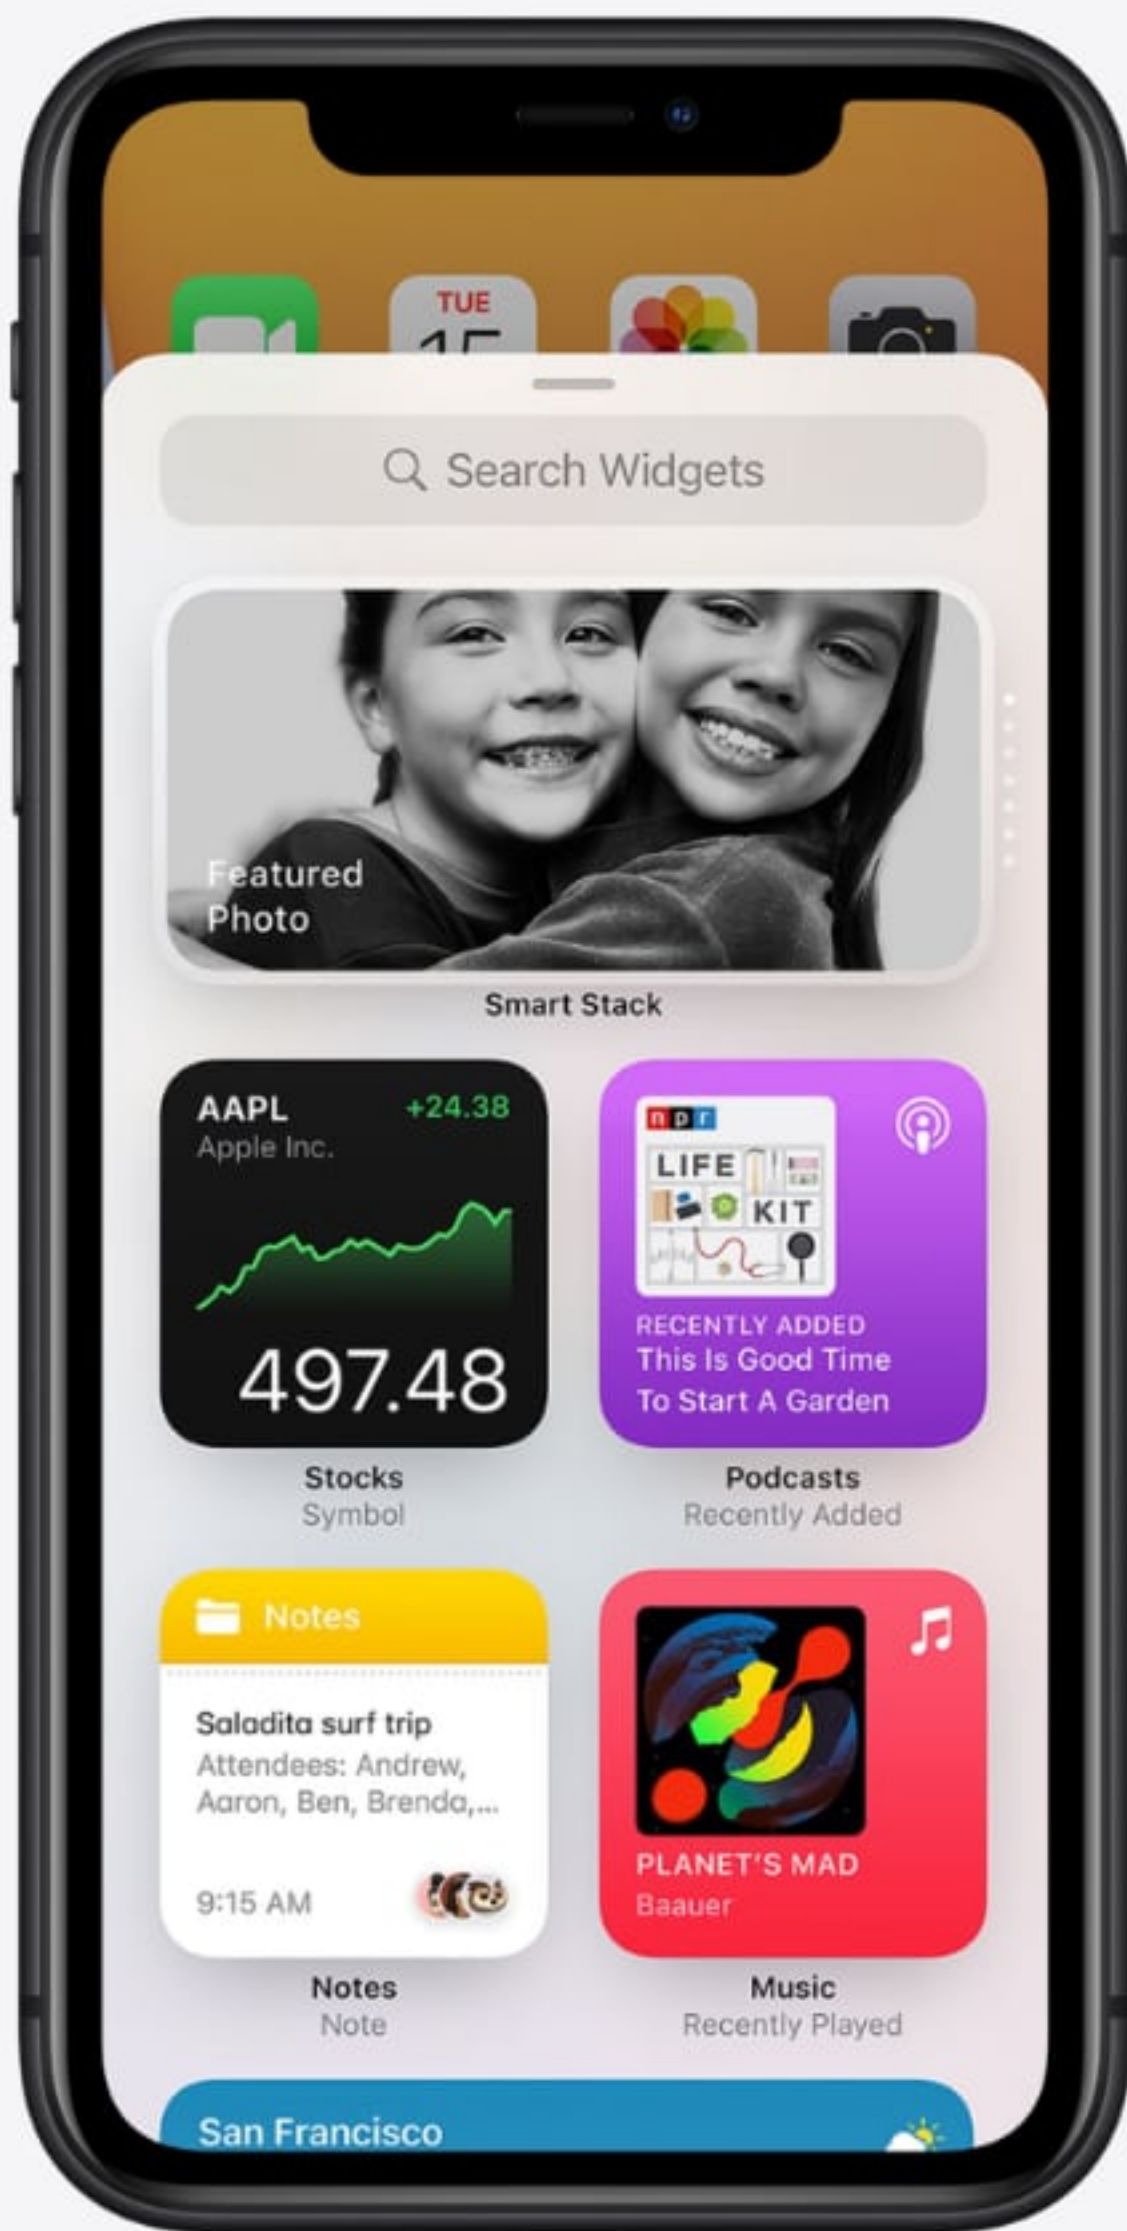 TUE
15
Search Widgets
Featured
Photo
Smart Stack
AAPL +24.38
Apple Inc.
497.48
Stocks
Symbol
npr
LIFE
KIT
RECENTLY ADDED
This Is Good Time
To Start A Garden
Podcasts
Recently Added
Notes
Saladita surf trip
Attendees: Andrew,
Aaron, Ben, Brenda,...
9:15 AM
Notes
Note
PLANET'S MAD
Baauer
Music
Recently Played
San Francisco